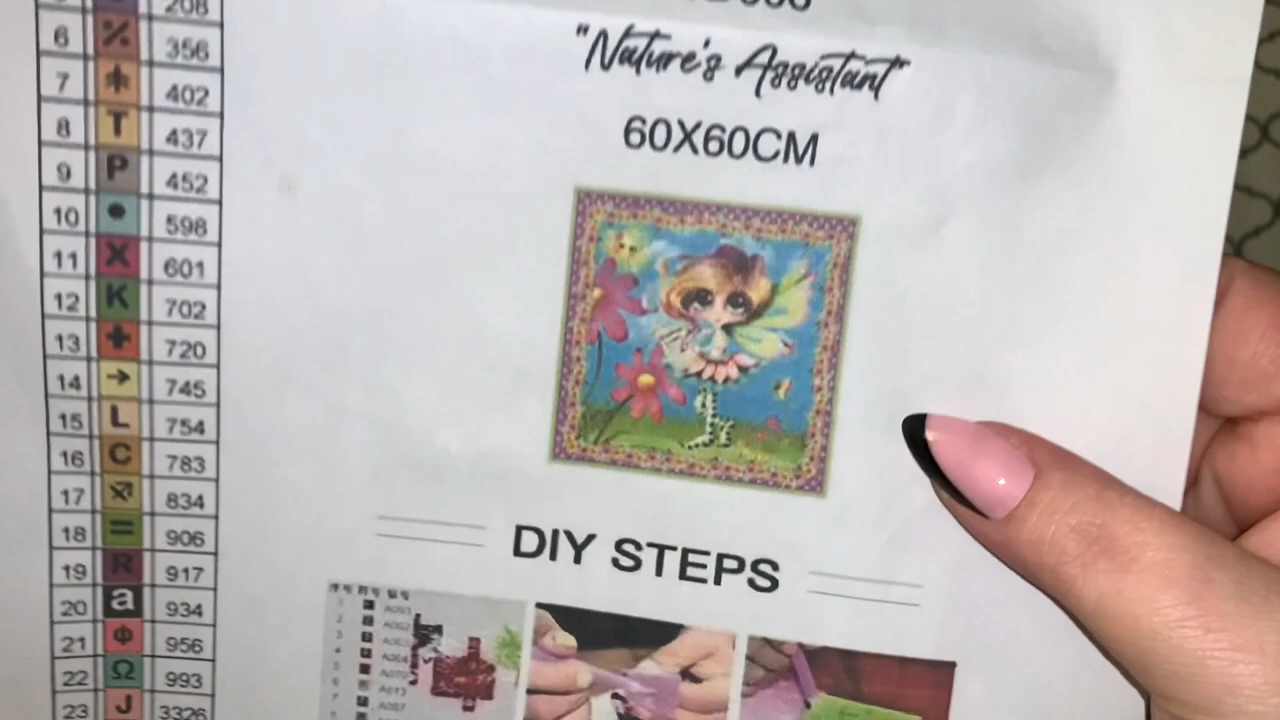 208
6 % 356
7 402
8 T 437
9 P 452
10 ● 598
11 X 601
12 K 702
13 + 720
14 → 745
15 L 754
16 C 783
17 834
18 = 906
19 R 917
20 a 934
21 Φ 956
22 Ω 993
23 J 3326
"Nature's Assistant"
60X60CM
DIY STEPS